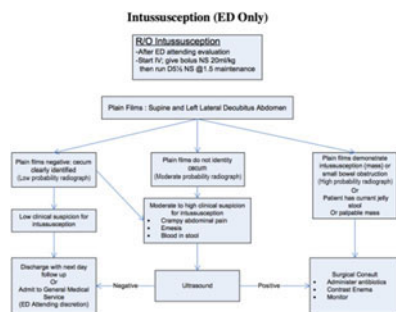 Intussusception (ED Only)
R/O Intussusception
-After ED attending evaluation
-Start IV; give bolus NS 20ml/kg
then run D5½ NS @1.5 maintenance
Plain Films : Supine and Left Lateral Decubitus Abdomen
Plain films negative: cecum
clearly identified
(Low probability radiograph)
Plain films do not identify
cecum
(Moderate probability radiograph)
Plain films demonstrate
intussusception (mass) or
small bowel obstruction
(High probability radiograph)
Or
Patient has current jelly
stool
Or palpable mass
Low clinical suspicion for
intussusception
Moderate to high clinical suspicion
for intussusception
• Crampy abdominal pain
• Emesis
• Blood in stool
Discharge with next day
follow up
Or
Admit to General Medical
Service
(ED Attending discretion)
Negative
Ultrasound
Positive
Surgical Consult
• Administer antibiotics
• Contrast Enema
• Monitor